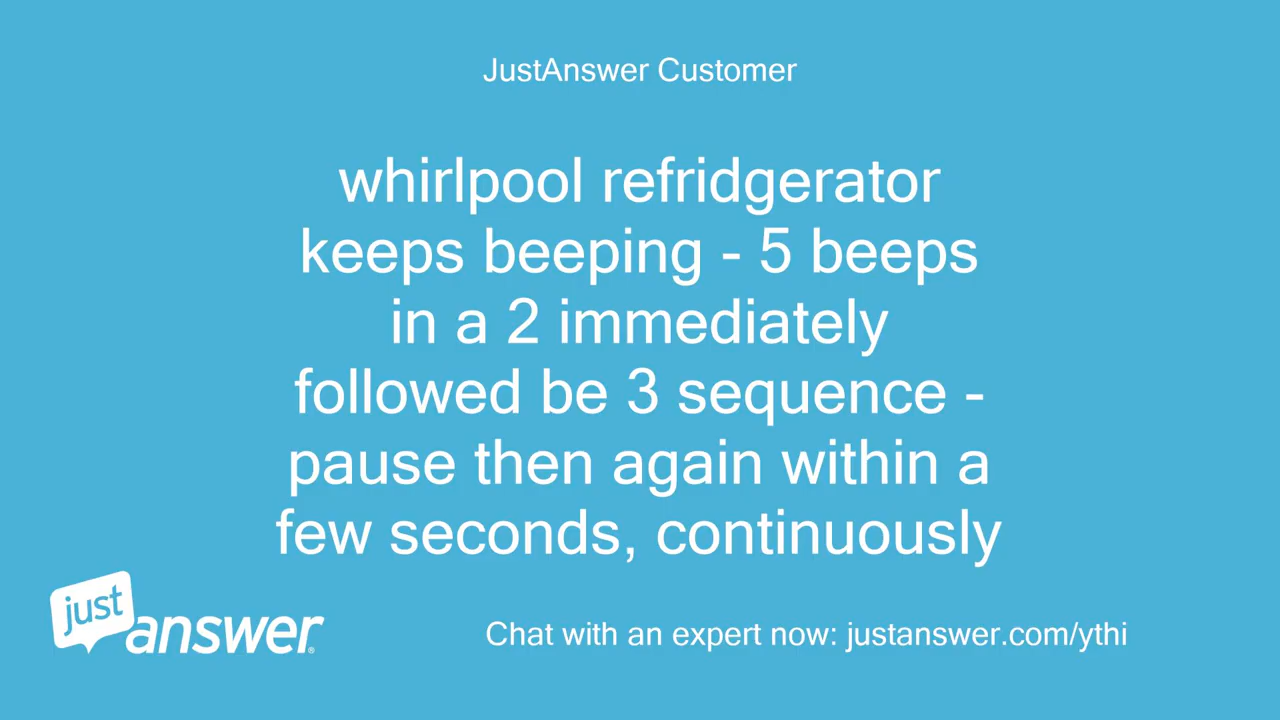 JustAnswer Customer
whirlpool refridgerator
keeps beeping - 5 beeps
in a 2 immediately
followed be 3 sequence -
pause then again within a
few seconds, continuously
just
answer®
Chat with an expert now: justanswer.com/ythi